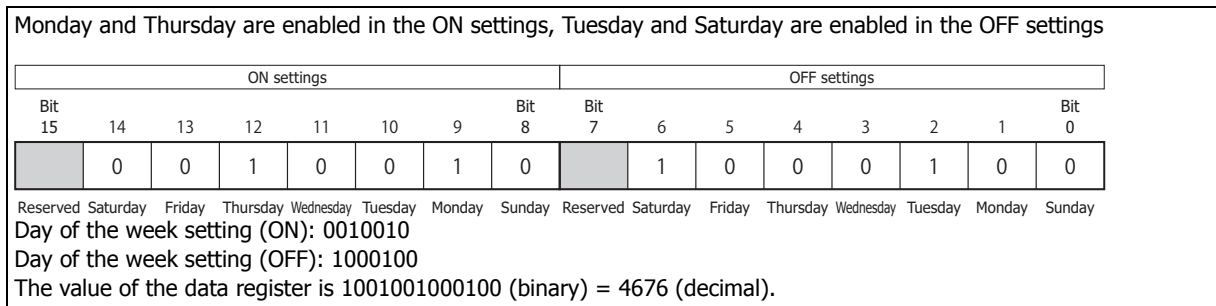 Monday and Thursday are enabled in the ON settings, Tuesday and Saturday are enabled in the OFF settings
ON settings OFF settings
Bit Bit Bit Bit
15 14 13 12 11 10 9 8 7 6 5 4 3 2 1 0
0 0 1 0 0 1 0 1 0 0 0 1 0 0
Reserved Saturday Friday Thursday Wednesday Tuesday Monday Sunday Reserved Saturday Friday Thursday Wednesday Tuesday Monday Sunday
Day of the week setting (ON): 0010010
Day of the week setting (OFF): 1000100
The value of the data register is 1001001000100 (binary) = 4676 (decimal).